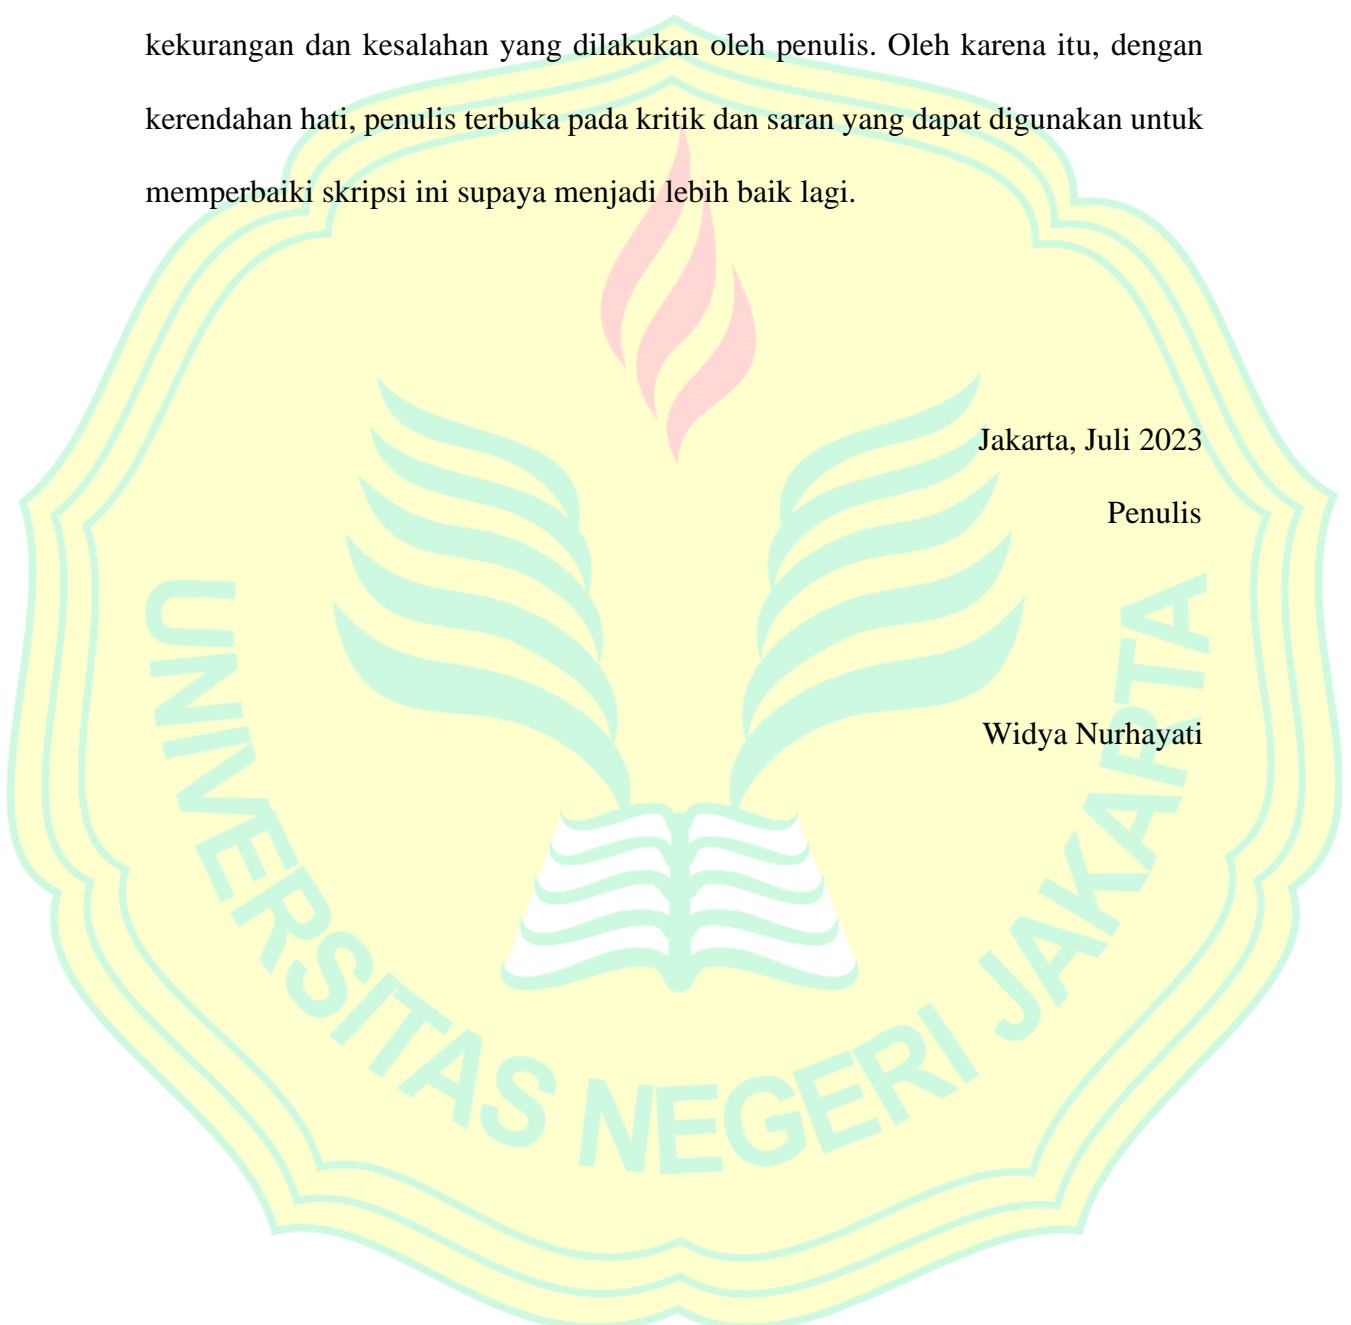 kekurangan dan kesalahan yang dilakukan oleh penulis. Oleh karena itu, dengan
kerendahan hati, penulis terbuka pada kritik dan saran yang dapat digunakan untuk
memperbaiki skripsi ini supaya menjadi lebih baik lagi.
Jakarta, Juli 2023
Penulis
Widya Nurhayati
UNIVERSITAS NEGERI JAKARTA